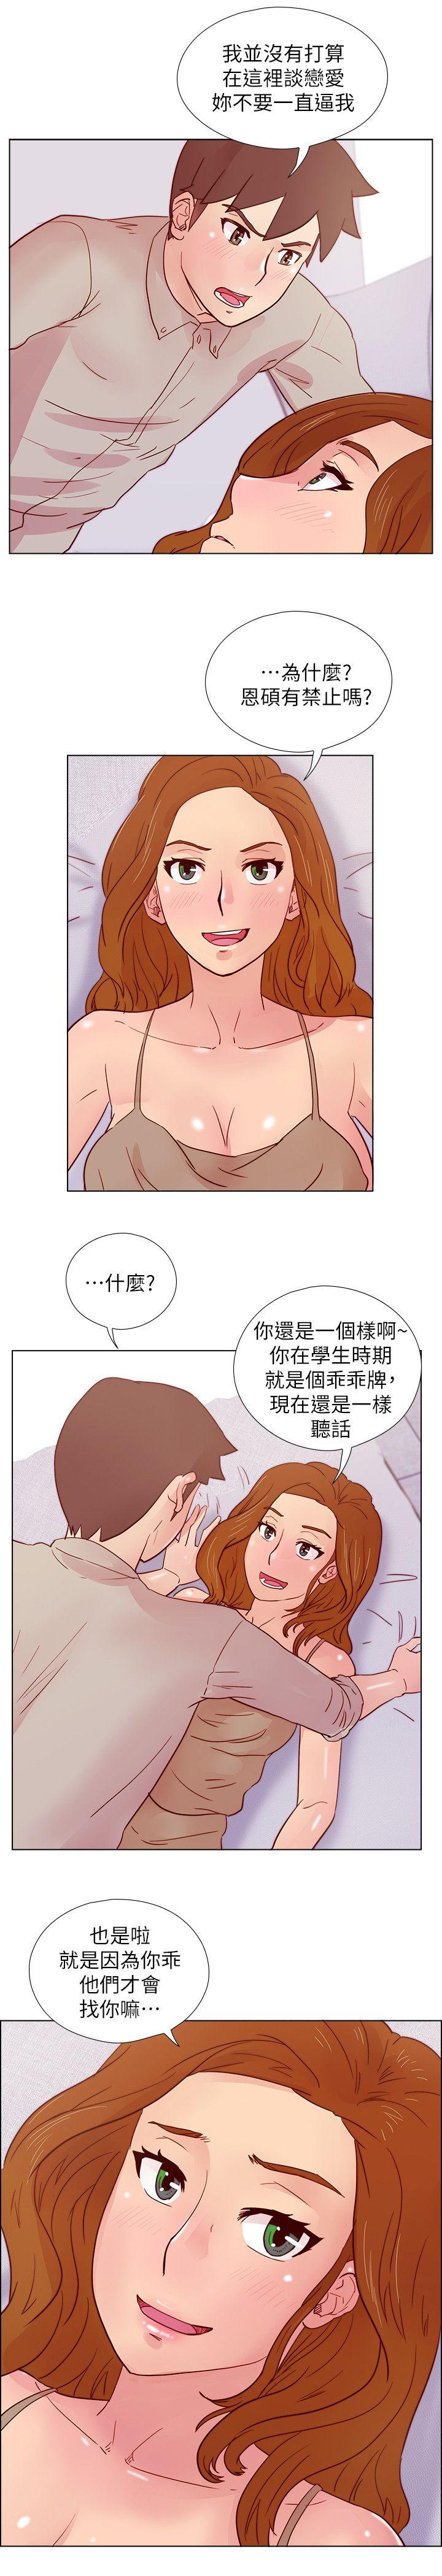 我並沒有打算
在這裡談戀愛
妳不要一直逼我
…為什麼?
恩碩有禁止嗎?
…什麼?
你還是一個樣啊~
你在學生時期
就是個乖乖牌，
現在還是一樣
聽話
也是啦
就是因為你乖
他們才會
找你嘛…